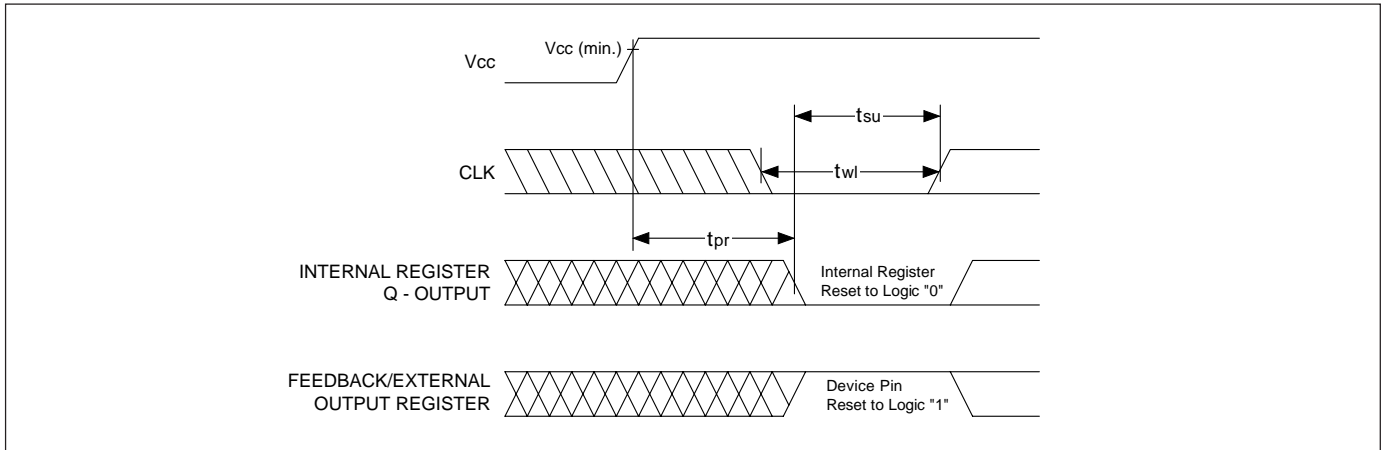 Vcc
Vcc (min.)
tsu
CLK
twl
tpr
INTERNAL REGISTER
Q - OUTPUT
Internal Register
Reset to Logic "0"
FEEDBACK/EXTERNAL
OUTPUT REGISTER
Device Pin
Reset to Logic "1"